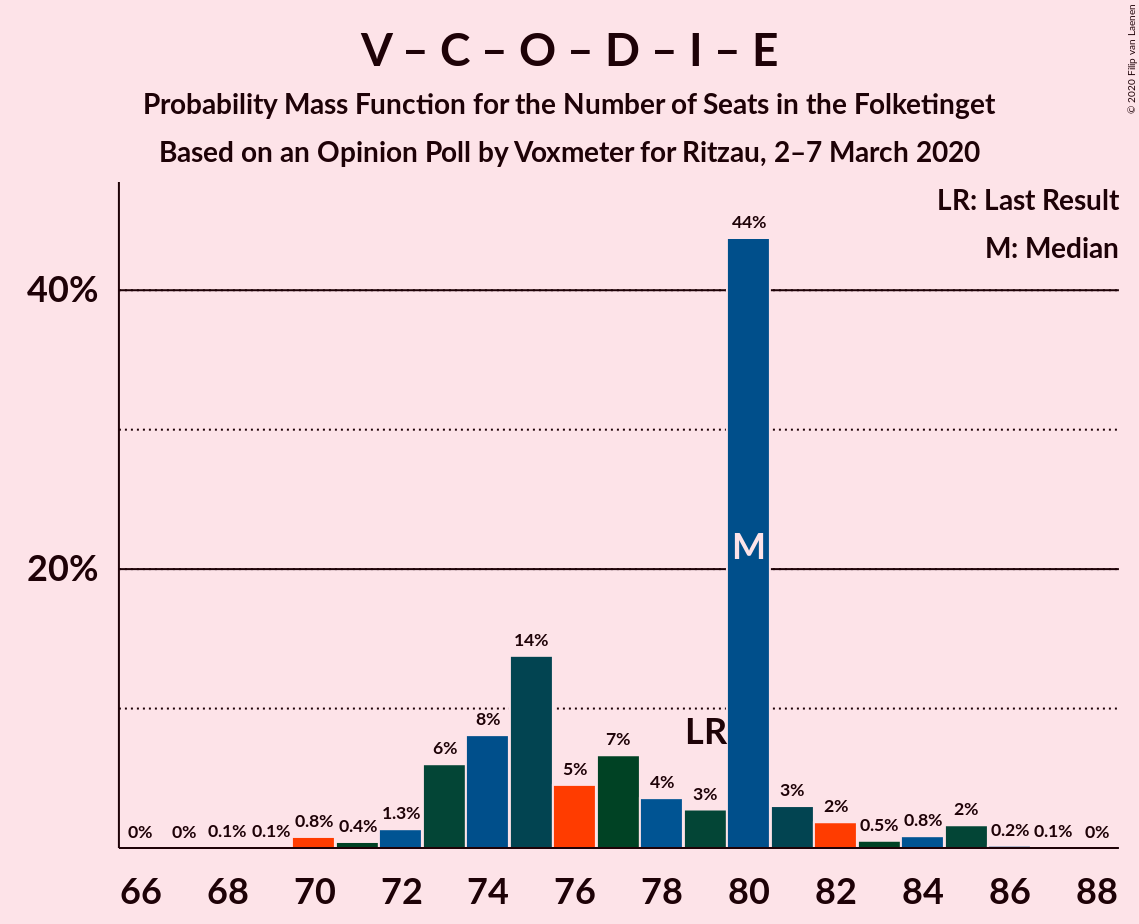 V – C – O – D – I – E
Probability Mass Function for the Number of Seats in the Folketinget
Based on an Opinion Poll by Voxmeter for Ritzau, 2–7 March 2020
© 2020 Filip van Laenen
LR: Last Result
M: Median
40%
20%
0% 0% 0.1% 0.1% 0.8% 0.4% 1.3% 6% 8% 14% 5% 7% 4% 3% 44% 3% 2% 0.5% 0.8% 2% 0.2% 0.1% 0%
LR
M
66 68 70 72 74 76 78 80 82 84 86 88